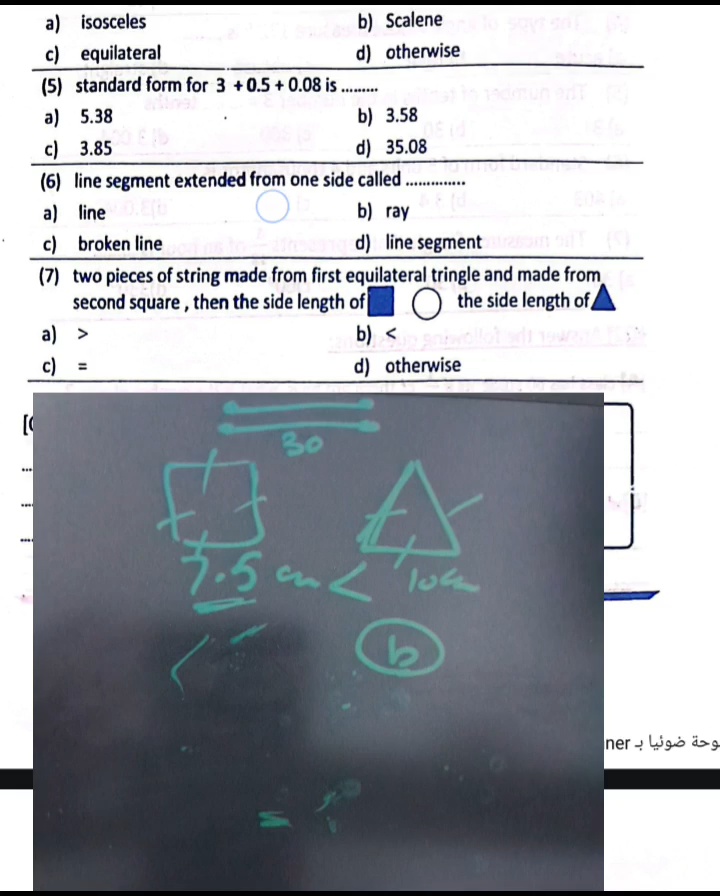 a) isosceles b) Scalene
c) equilateral d) otherwise
(5) standard form for 3 + 0.5 + 0.08 is .........
a) 5.38 b) 3.58
c) 3.85 d) 35.08
(6) line segment extended from one side called ..............
a) line b) ray
c) broken line d) line segment
(7) two pieces of string made from first equilateral tringle and made from
second square , then the side length of the side length of
a) > b) <
c) = d) otherwise
30
7.5 cm < 10cm
<
b
=
ner ـب ضوئيا